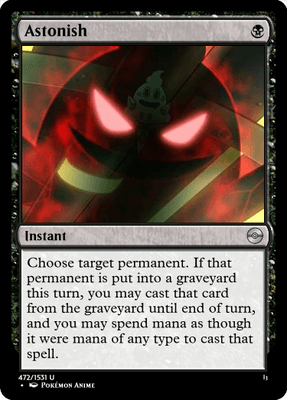 Astonish
Instant
Choose target permanent. If that
permanent is put into a graveyard
this turn, you may cast that card
from the graveyard until end of turn,
and you may spend mana as though
it were mana of any type to cast that
spell.
472/1531 U
Pokémon Anime